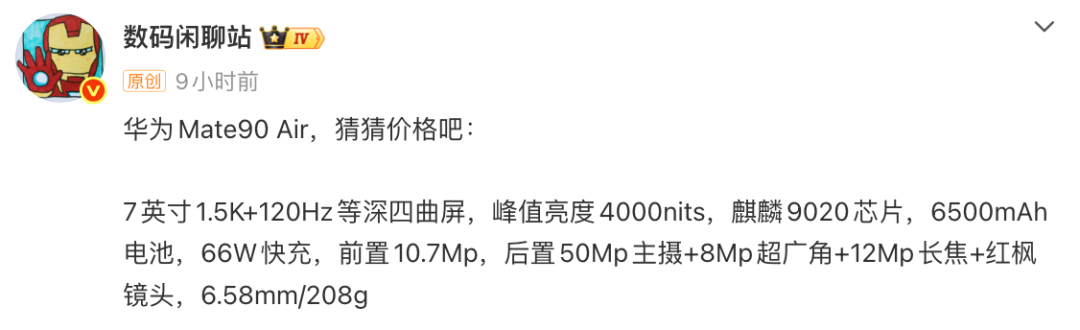 数码闲聊站 IV
原创 9小时前
华为Mate90 Air，猜猜价格吧：
7英寸1.5K+120Hz等深四曲屏，峰值亮度4000nits，麒麟9020芯片，6500mAh
电池，66W快充，前置10.7Mp，后置50Mp主摄+8Mp超广角+12Mp长焦+红枫
镜头，6.58mm/208g